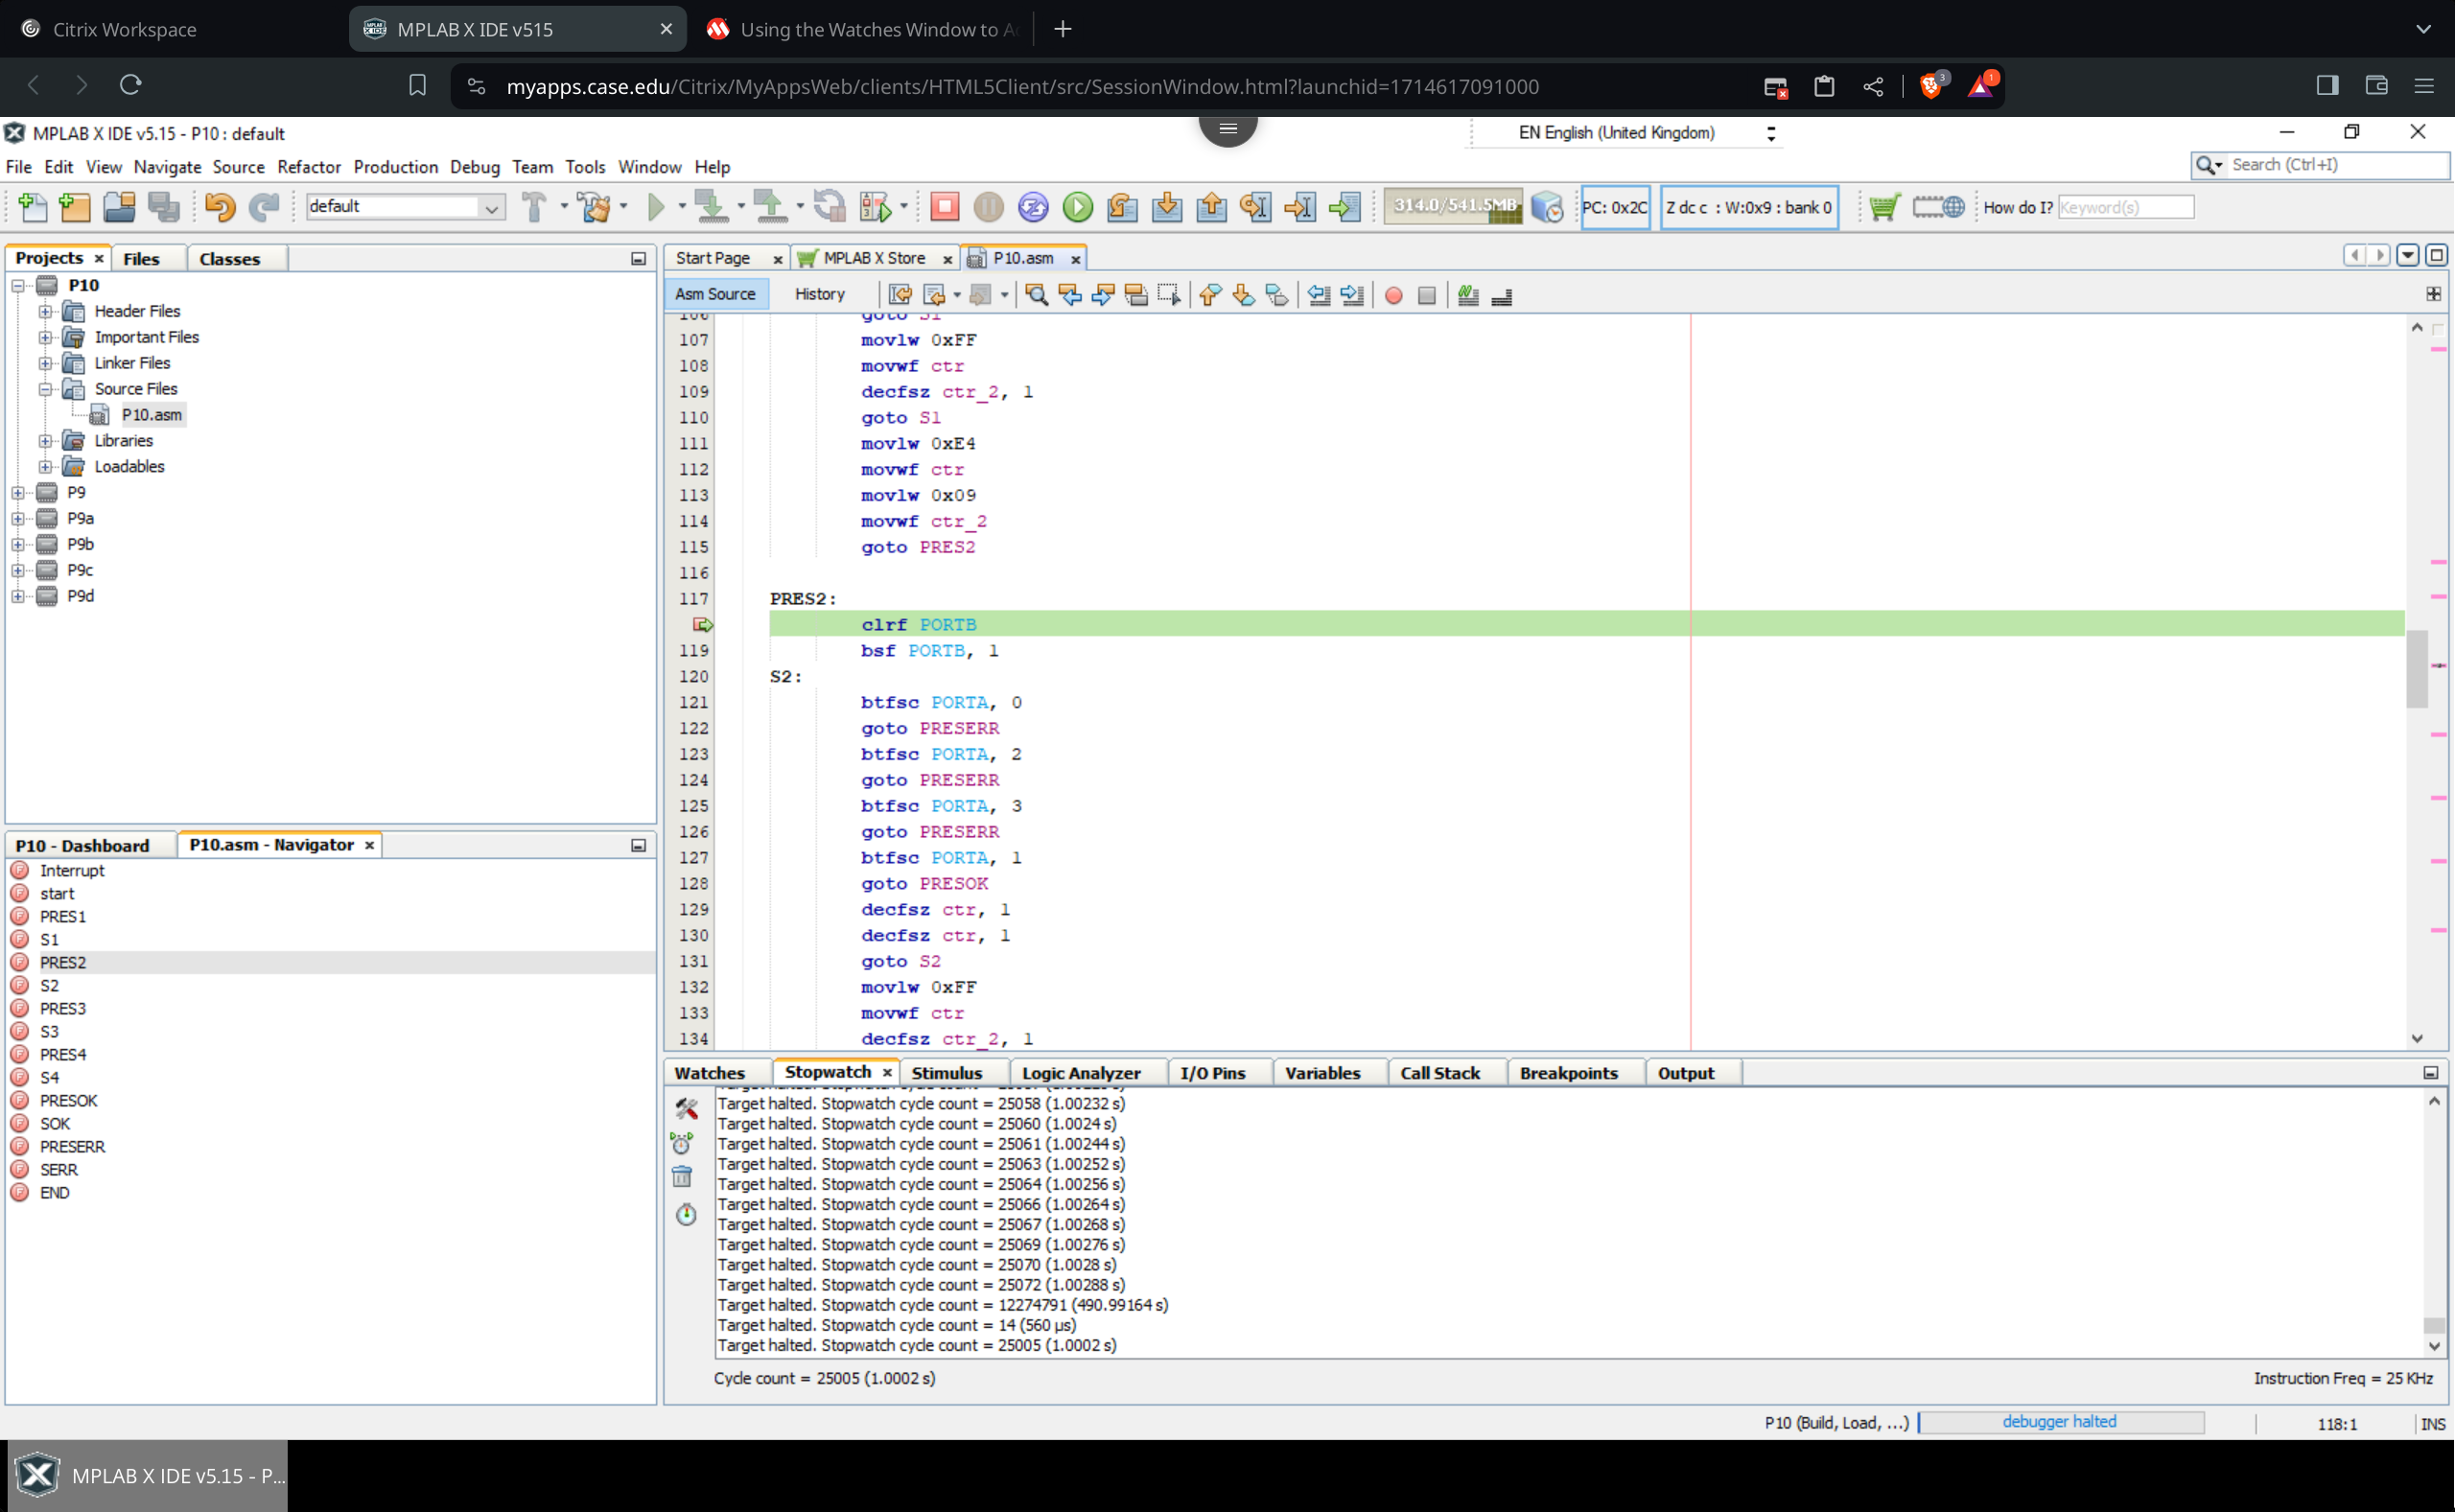 Citrix Workspace
MPLAB X IDE v515
Using the Watches Window to
myapps.case.edu/Citrix/MyAppsWeb/clients/HTML5Client/src/SessionWindow.html?launchid=1714617091000
3
1
MPLAB X IDE v5.15 - P10 : default
EN English (United Kingdom)
File Edit View Navigate Source Refactor Production Debug Team Tools Window Help
Search (Ctrl+I)
default
314.0/541.5MB
PC: 0x2C
Z dc c : W:0x9 : bank 0
How do I? Keyword(s)
Projects
Files
Classes
P10
Header Files
Important Files
Linker Files
Source Files
P10.asm
Libraries
Loadables
P9
P9a
P9b
P9c
P9d
P10 - Dashboard
P10.asm - Navigator
Interrupt
start
PRES1
S1
PRES2
S2
PRES3
S3
PRES4
S4
PRESOK
SOK
PRESERR
SERR
END
Start Page
MPLAB X Store
P10.asm
Asm Source
History
106 goto S1
107 movlw 0xFF
108 movwf ctr
109 decfsz ctr_2, 1
110 goto S1
111 movlw 0xE4
112 movwf ctr
113 movlw 0x09
114 movwf ctr_2
115 goto PRES2
116
117 PRES2:
clrf PORTB
119 bsf PORTB, 1
120 S2:
121 btfsc PORTA, 0
122 goto PRESERR
123 btfsc PORTA, 2
124 goto PRESERR
125 btfsc PORTA, 3
126 goto PRESERR
127 btfsc PORTA, 1
128 goto PRESOK
129 decfsz ctr, 1
130 decfsz ctr, 1
131 goto S2
132 movlw 0xFF
133 movwf ctr
134 decfsz ctr_2, 1
Watches
Stopwatch
Stimulus
Logic Analyzer
I/O Pins
Variables
Call Stack
Breakpoints
Output
Target halted. Stopwatch cycle count = 25058 (1.00232 s)
Target halted. Stopwatch cycle count = 25060 (1.0024 s)
Target halted. Stopwatch cycle count = 25061 (1.00244 s)
Target halted. Stopwatch cycle count = 25063 (1.00252 s)
Target halted. Stopwatch cycle count = 25064 (1.00256 s)
Target halted. Stopwatch cycle count = 25066 (1.00264 s)
Target halted. Stopwatch cycle count = 25067 (1.00268 s)
Target halted. Stopwatch cycle count = 25069 (1.00276 s)
Target halted. Stopwatch cycle count = 25070 (1.0028 s)
Target halted. Stopwatch cycle count = 25072 (1.00288 s)
Target halted. Stopwatch cycle count = 12274791 (490.99164 s)
Target halted. Stopwatch cycle count = 14 (560 µs)
Target halted. Stopwatch cycle count = 25005 (1.0002 s)
Cycle count = 25005 (1.0002 s)
Instruction Freq = 25 KHz
P10 (Build, Load, ...)
debugger halted
118:1
INS
MPLAB X IDE v5.15 - P...